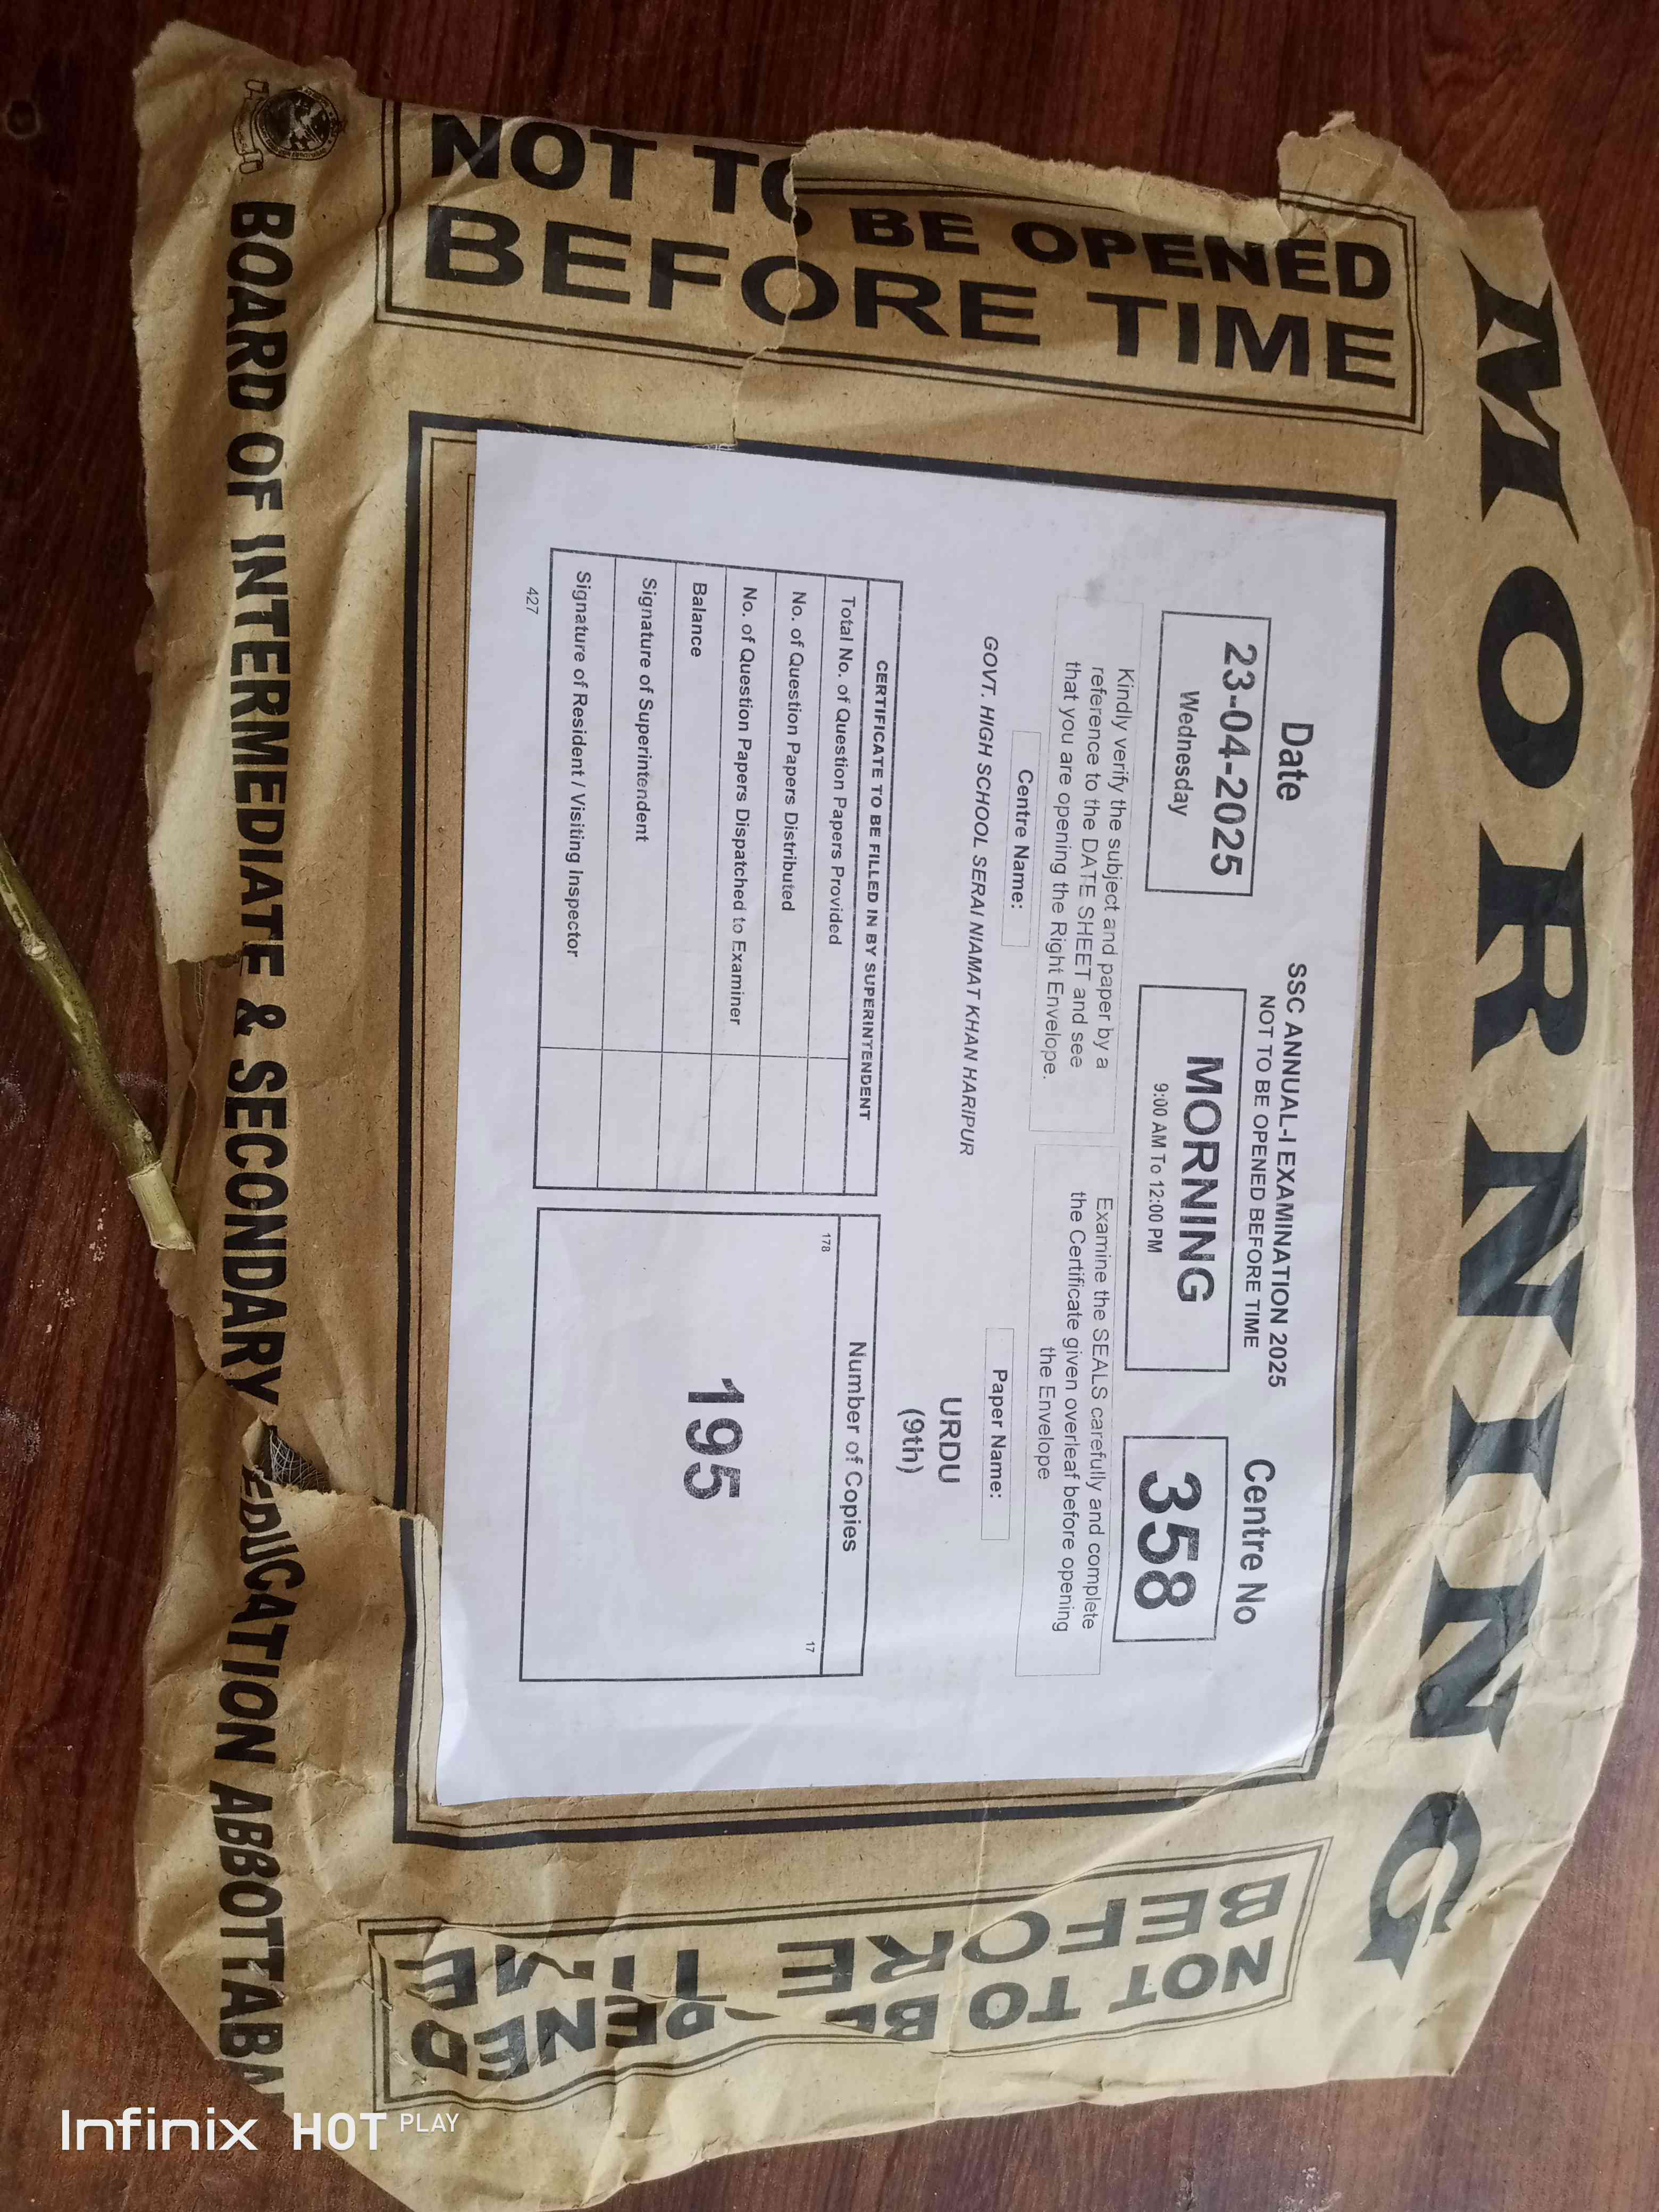 MORNING
NOT TO BE OPENED
BEFORE TIME
Date
23-04-2025
Wednesday
SSC ANNUAL-I EXAMINATION 2025
NOT TO BE OPENED BEFORE TIME
MORNING
9:00 AM To 12:00 PM
Centre No
358
Kindly verify the subject and paper by a
reference to the DATE SHEET and see
that you are opening the Right Envelope.
Examine the SEALS carefully and complete
the Certificate given overleaf before opening
the Envelope
Centre Name:
GOVT. HIGH SCHOOL SERAI NIAMAT KHAN HARIPUR
Paper Name:
URDU
(9th)
CERTIFICATE TO BE FILLED IN BY SUPERINTENDENT
Total No. of Question Papers Provided
No. of Question Papers Distributed
No. of Question Papers Dispatched to Examiner
Balance
Signature of Superintendent
Signature of Resident / Visiting Inspector
427
Number of Copies
178
17
195
NOT TO BE OPENED
BEFORE TIME
BOARD OF INTERMEDIATE & SECONDARY EDUCATION ABBOTTABA
Infinix HOT PLAY